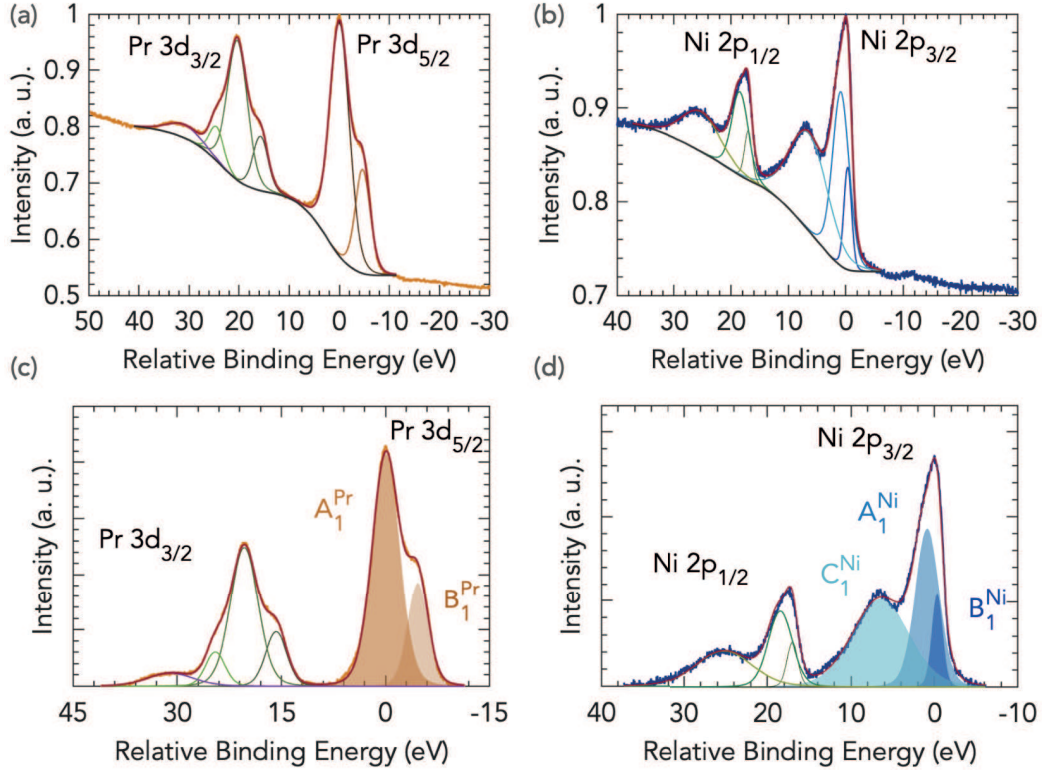 (a)
Pr 3d3/2
Pr 3d5/2
Intensity (a. u.).
1
0.9
0.8
0.7
0.6
0.5
50 40 30 20 10 0 -10 -20 -30
Relative Binding Energy (eV)
(b)
Ni 2p1/2
Ni 2p3/2
Intensity (a. u.).
1
0.9
0.8
0.7
40 30 20 10 0 -10 -20 -30
Relative Binding Energy (eV)
(c)
Pr 3d5/2
A1Pr
Pr 3d3/2
B1Pr
Intensity (a. u.).
45 30 15 0 -15
Relative Binding Energy (eV)
(d)
Ni 2p3/2
A1Ni
Ni 2p1/2
C1Ni
B1Ni
Intensity (a. u.).
40 30 20 10 0 -10
Relative Binding Energy (eV)